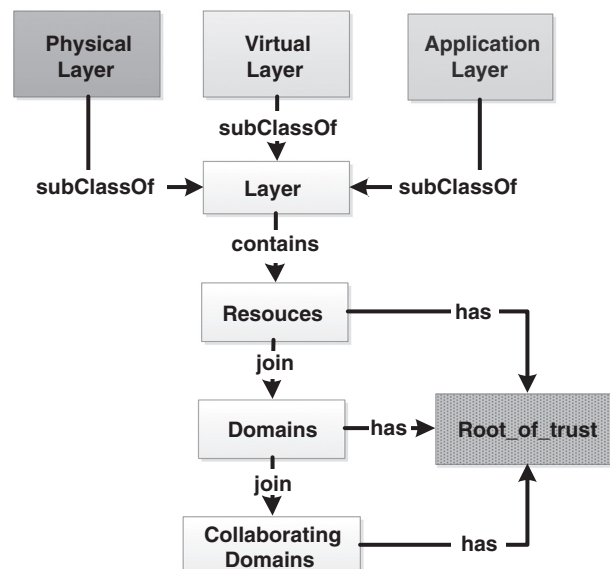 Physical
Layer
Virtual
Layer
Application
Layer
subClassOf
subClassOf
Layer
subClassOf
contains
Resouces
has
join
Domains
has
Root_of_trust
join
Collaborating
Domains
has